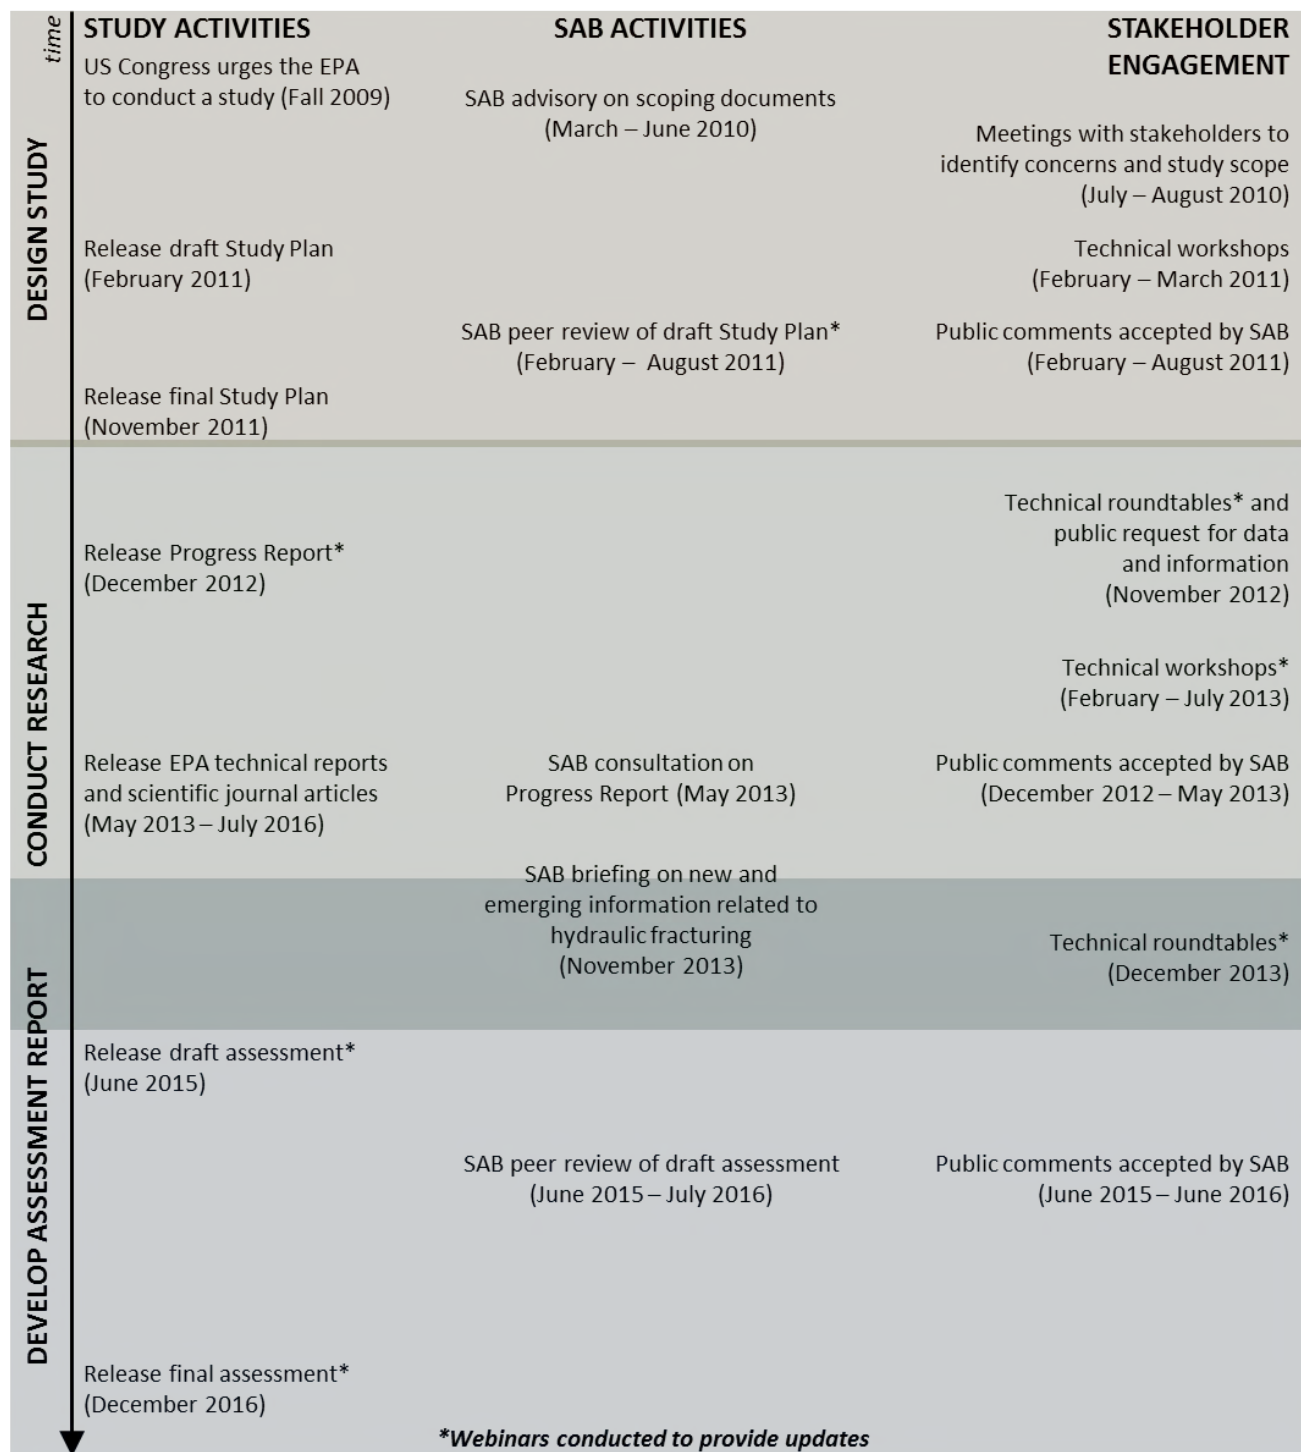 time
STUDY ACTIVITIES
SAB ACTIVITIES
STAKEHOLDER
ENGAGEMENT
DESIGN STUDY
US Congress urges the EPA
to conduct a study (Fall 2009)
SAB advisory on scoping documents
(March – June 2010)
Meetings with stakeholders to
identify concerns and study scope
(July – August 2010)
Release draft Study Plan
(February 2011)
Technical workshops
(February – March 2011)
SAB peer review of draft Study Plan*
(February –  August 2011)
Public comments accepted by SAB
(February – August 2011)
Release final Study Plan
(November 2011)
CONDUCT RESEARCH
Technical roundtables* and
public request for data
and information
(November 2012)
Release Progress Report*
(December 2012)
Technical workshops*
(February – July 2013)
Release EPA technical reports
and scientific journal articles
(May 2013 – July 2016)
SAB consultation on
Progress Report (May 2013)
Public comments accepted by SAB
(December 2012 – May 2013)
SAB briefing on new and
emerging information related to
hydraulic fracturing
(November 2013)
Technical roundtables*
(December 2013)
DEVELOP ASSESSMENT REPORT
Release draft assessment*
(June 2015)
SAB peer review of draft assessment
(June 2015 – July 2016)
Public comments accepted by SAB
(June 2015 – June 2016)
Release final assessment*
(December 2016)
*Webinars conducted to provide updates